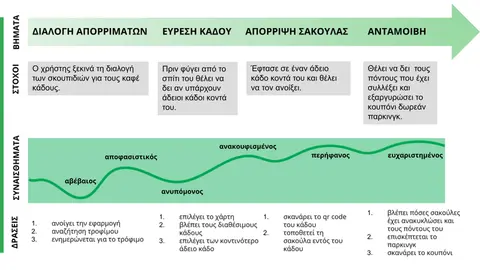 ΒΗΜΑΤΑ
ΔΙΑΛΟΓΗ ΑΠΟΡΡΙΜΑΤΩΝ
ΕΥΡΕΣΗ ΚΑΔΟΥ
ΑΠΟΡΡΙΨΗ ΣΑΚΟΥΛΑΣ
ΑΝΤΑΜΟΙΒΗ
ΣΤΟΧΟΙ
Ο χρήστης ξεκινά τη διαλογή
των σκουπιδιών για τους καφέ
κάδους.
Πριν φύγει από το
σπίτι του θέλει να
δει αν υπάρχουν
άδειοι κάδοι κοντά
του.
Έφτασε σε έναν άδειο
κάδο κοντά του και θέλει
να τον ανοίξει.
Θέλει να δει τους
πόντους που έχει
συλλέξει και
εξαργυρώσει το
κουπόνι δωρεάν
παρκινγκ.
ΣΥΝΑΙΣΘΗΜΑΤΑ
αβέβαιος
αποφασιστικός
ανυπόμονος
ανακουφισμένος
περήφανος
ευχαριστημένος
ΔΡΑΣΕΙΣ
1. ανοίγει την εφαρμογή
2. αναζήτηση τροφίμου
3. ενημερώνεται για το τρόφιμο
1. επιλέγει το χάρτη
2. βλέπει τους διαθέσιμους
κάδους
3. επιλέγει των κοντινότερο
άδειο κάδο
1. σκανάρει το qr code
του κάδου
2. τοποθετεί τη
σακούλα εντός του
κάδου
1. βλέπει πόσες σακούλες
έχει ανακυκλώσει και
τους πόντους του
2. επισκέπτεται το
παρκινγκ
3. σκανάρει το κουπόνι